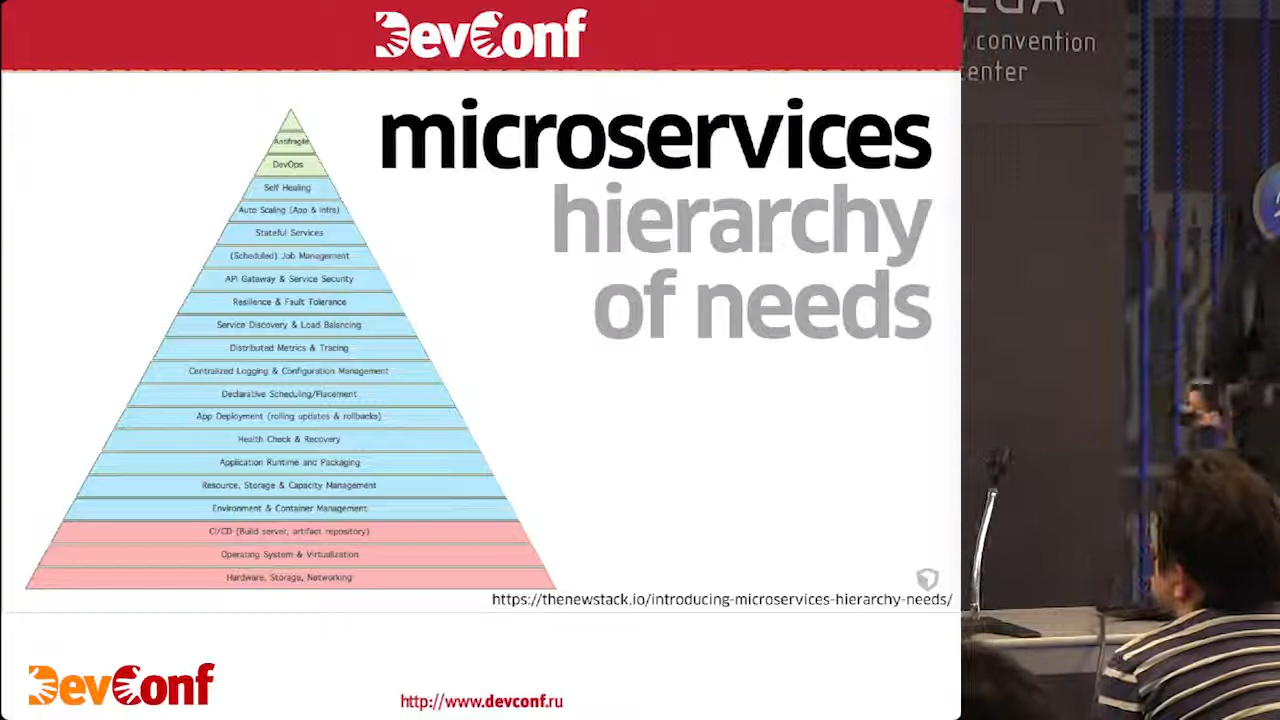 DevConf
microservices
hierarchy
of needs
Antifragile
DevOps
Self Healing
Auto Scaling (App & Infra)
Stateful Services
(Scheduled) Job Management
API Gateway & Service Security
Resilience & Fault Tolerance
Service Discovery & Load Balancing
Distributed Metrics & Tracing
Centralized Logging & Configuration Management
Declarative Scheduling/Placement
App Deployment (rolling updates & rollbacks)
Health Check & Recovery
Application Runtime and Packaging
Resource, Storage & Capacity Management
Environment & Container Management
CI/CD (Build server, artifact repository)
Operating System & Virtualization
Hardware, Storage, Networking
https://thenewstack.io/introducing-microservices-hierarchy-needs/
DevConf
http://www.devconf.ru
convention